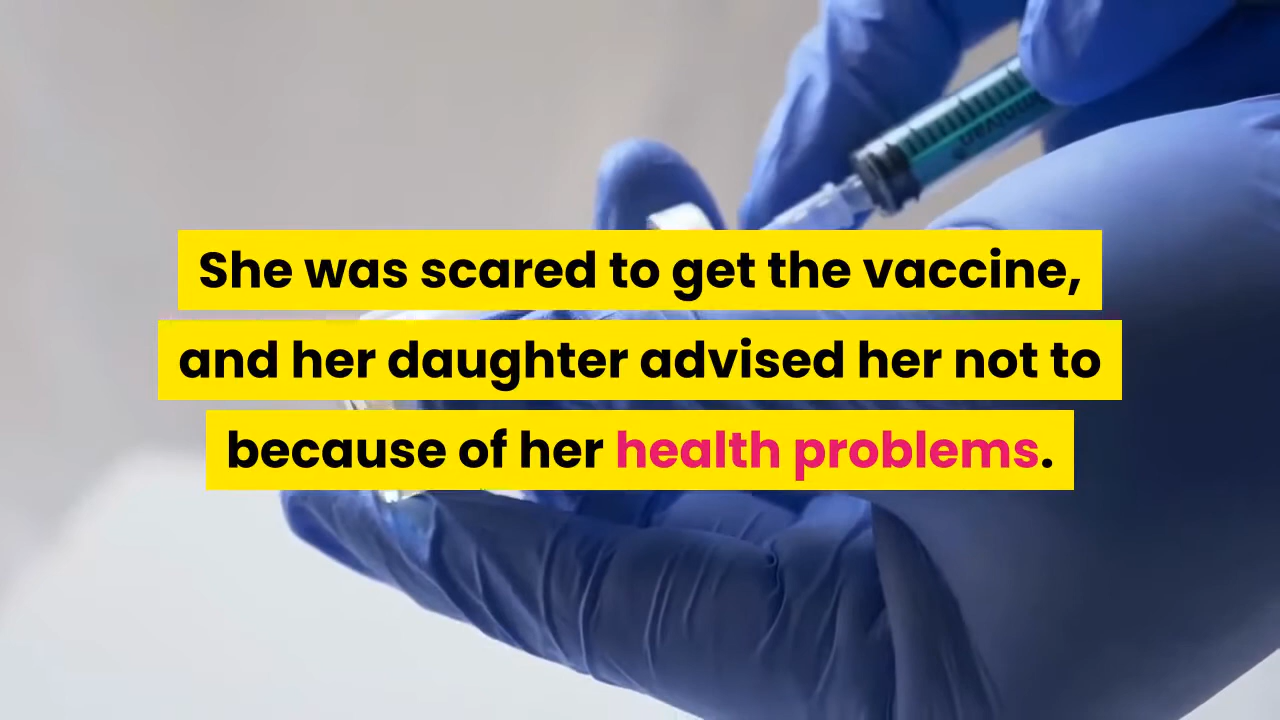 She was scared to get the vaccine,
and her daughter advised her not to
because of her health problems.